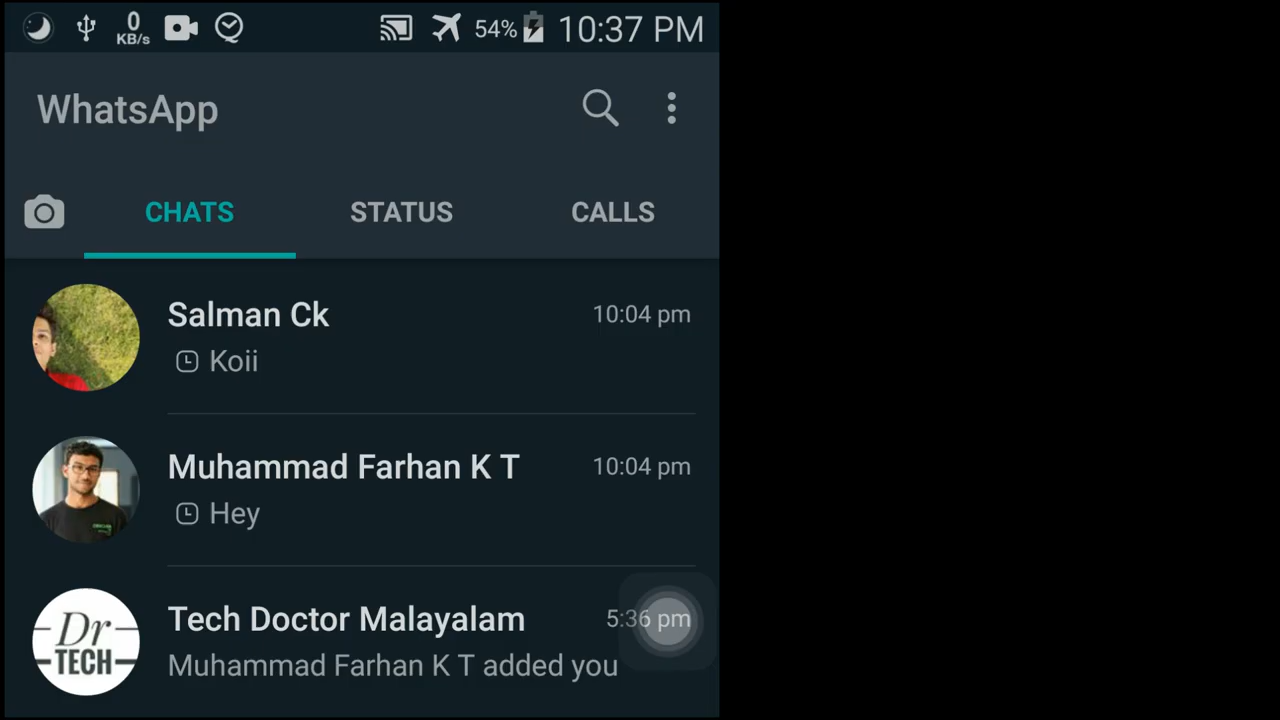 0 KB/s 54% 10:37 PM
WhatsApp
CHATS STATUS CALLS
Salman Ck 10:04 pm
Koii
Muhammad Farhan K T 10:04 pm
Hey
Dr
TECH
Tech Doctor Malayalam 5:36 pm
Muhammad Farhan K T added you